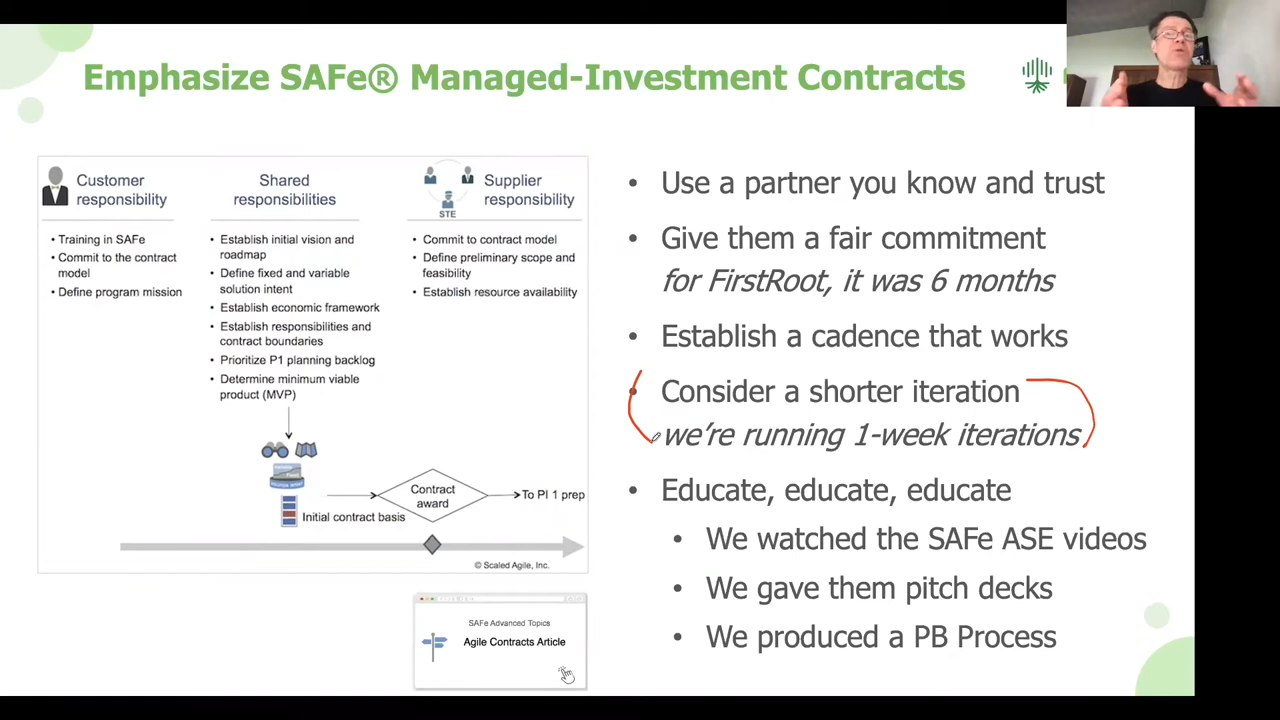 Emphasize SAFe® Managed-Investment Contracts
Customer
responsibility
• Training in SAFe
• Commit to the contract
model
• Define program mission
Shared
responsibilities
• Establish initial vision and
roadmap
• Define fixed and variable
solution intent
• Establish economic framework
• Establish responsibilities and
contract boundaries
• Prioritize P1 planning backlog
• Determine minimum viable
product (MVP)
STE
Supplier
responsibility
• Commit to contract model
• Define preliminary scope and
feasibility
• Establish resource availability
Initial contract basis
Contract
award
To PI 1 prep
© Scaled Agile, Inc.
SAFe Advanced Topics
Agile Contracts Article
• Use a partner you know and trust
• Give them a fair commitment
for FirstRoot, it was 6 months
• Establish a cadence that works
• Consider a shorter iteration
we're running 1-week iterations
• Educate, educate, educate
• We watched the SAFe ASE videos
• We gave them pitch decks
• We produced a PB Process